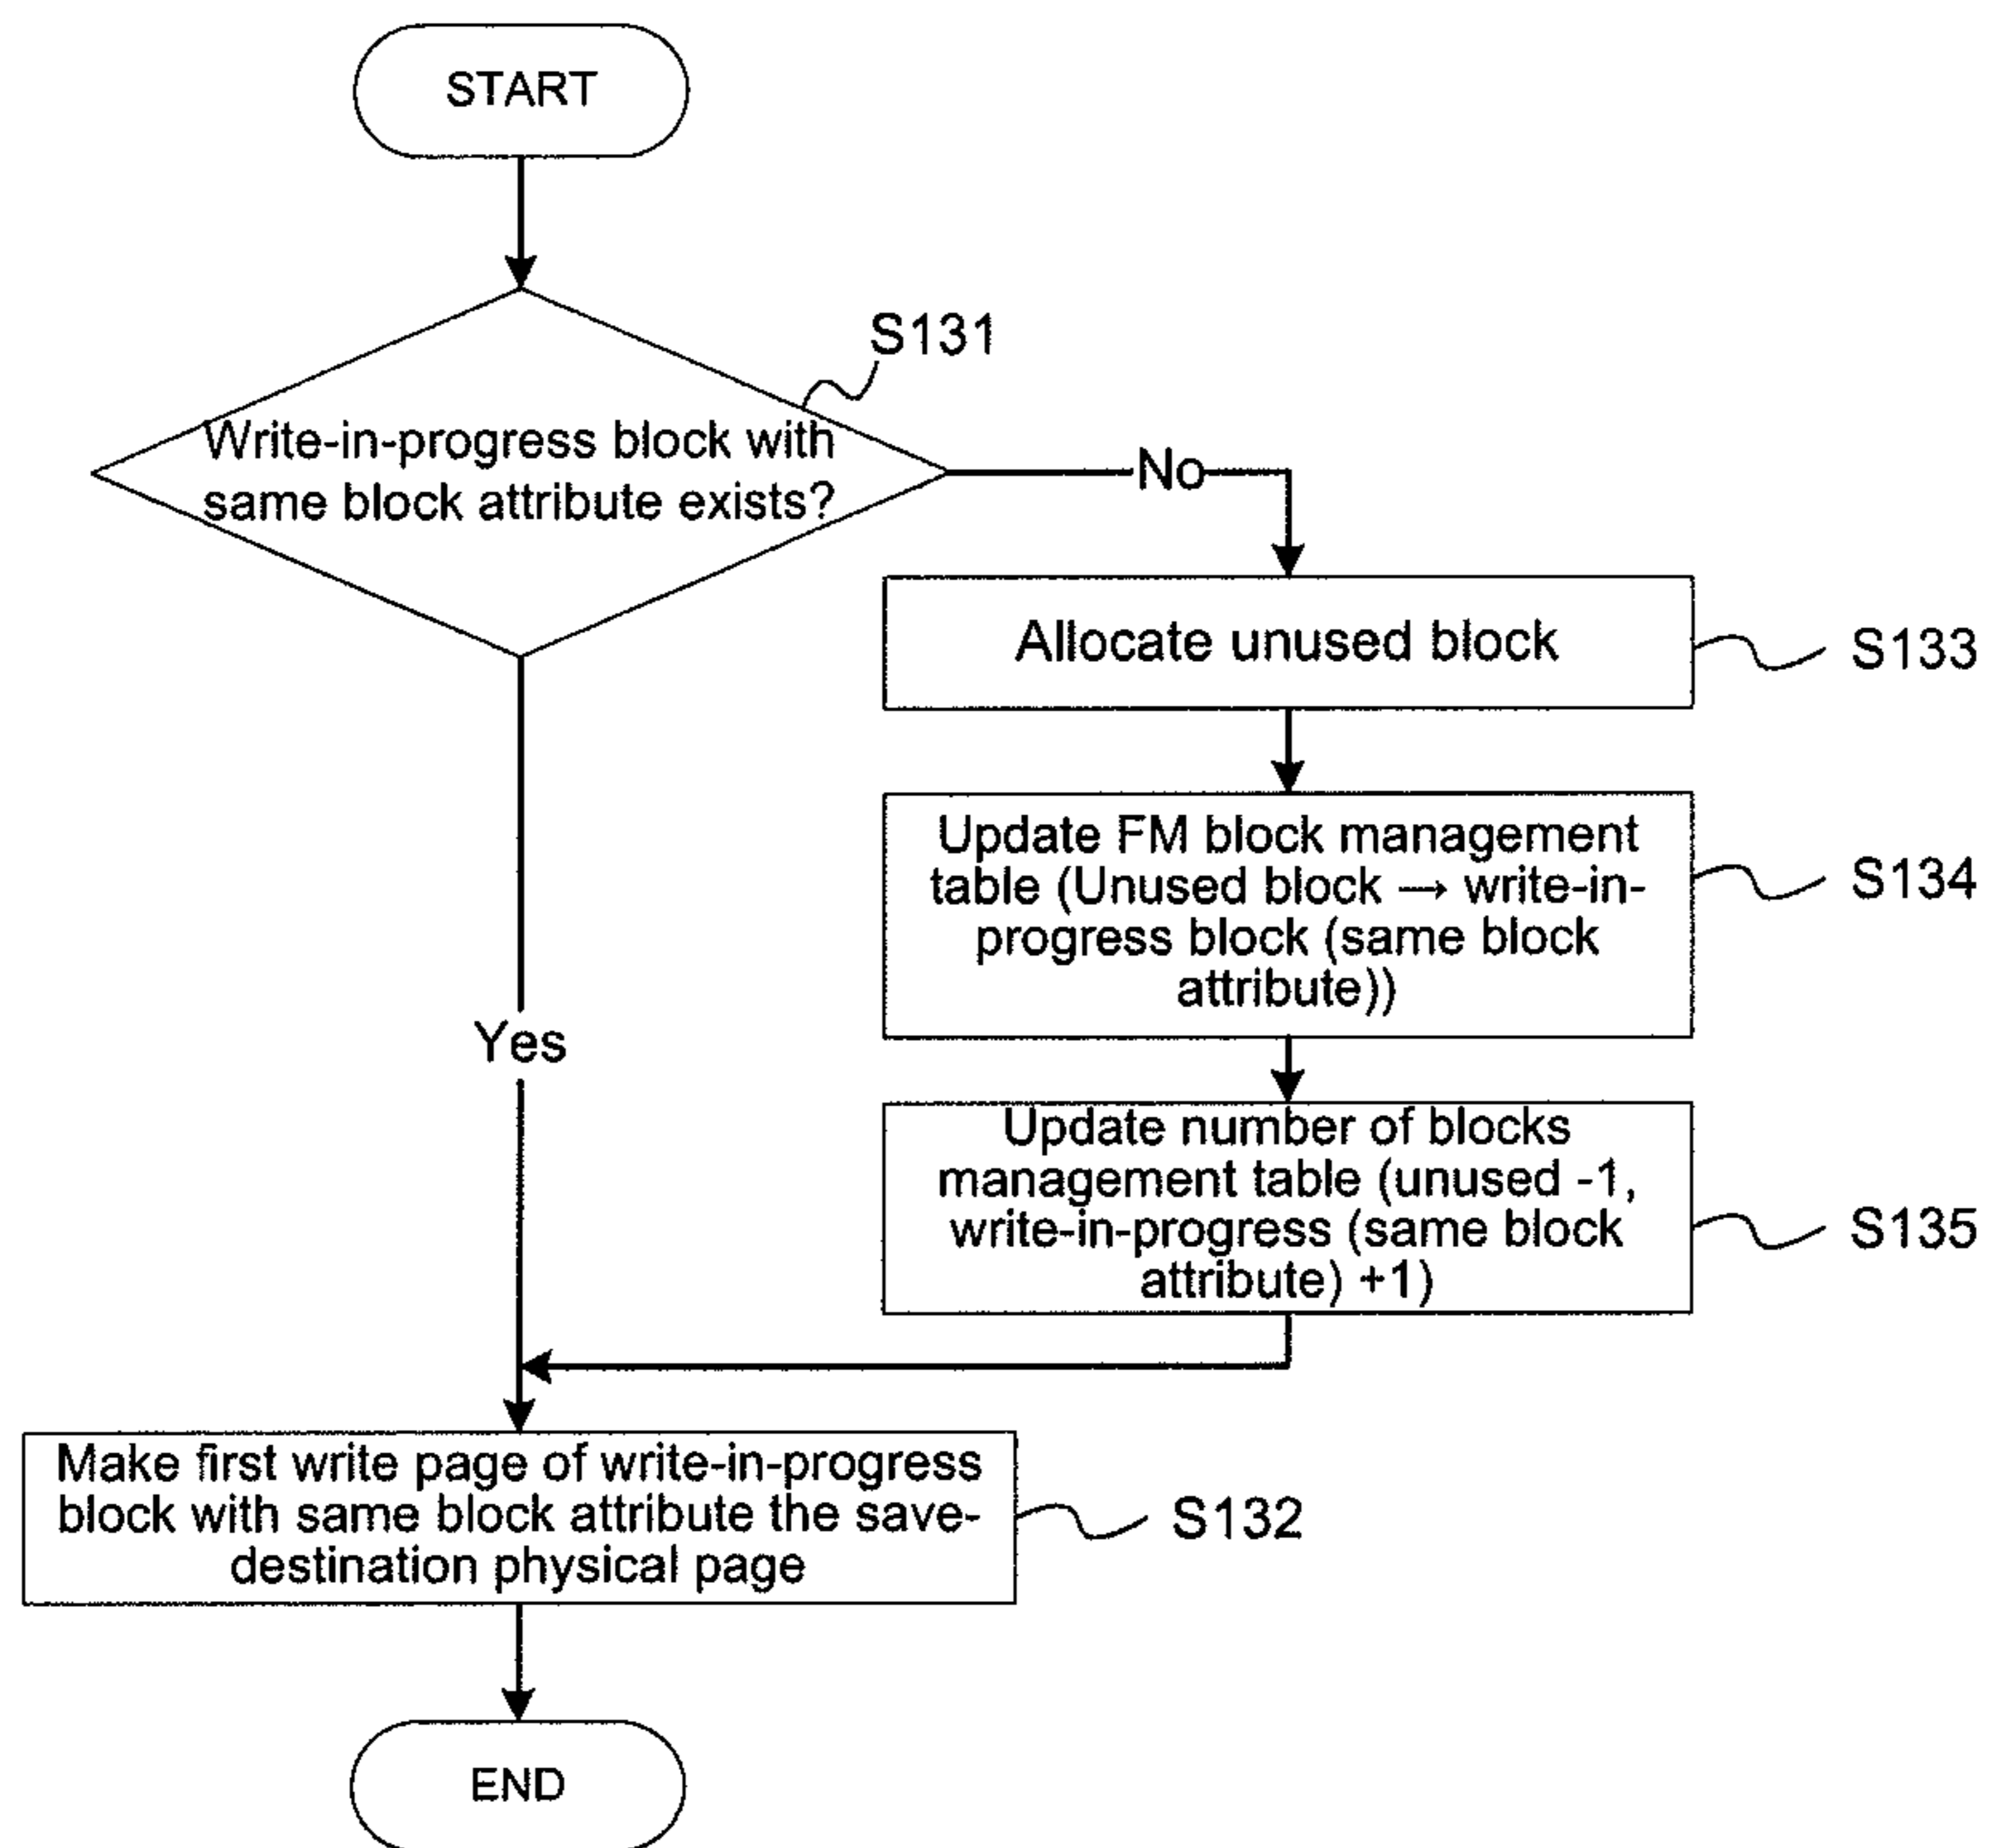 START
S131
Write-in-progress block with
same block attribute exists?
No
Allocate unused block
S133
Update FM block management
table (Unused block → write-in-
progress block (same block
attribute))
S134
Yes
Update number of blocks
management table (unused -1,
write-in-progress (same block
attribute) +1)
S135
Make first write page of write-in-progress
block with same block attribute the save-
destination physical page
S132
END